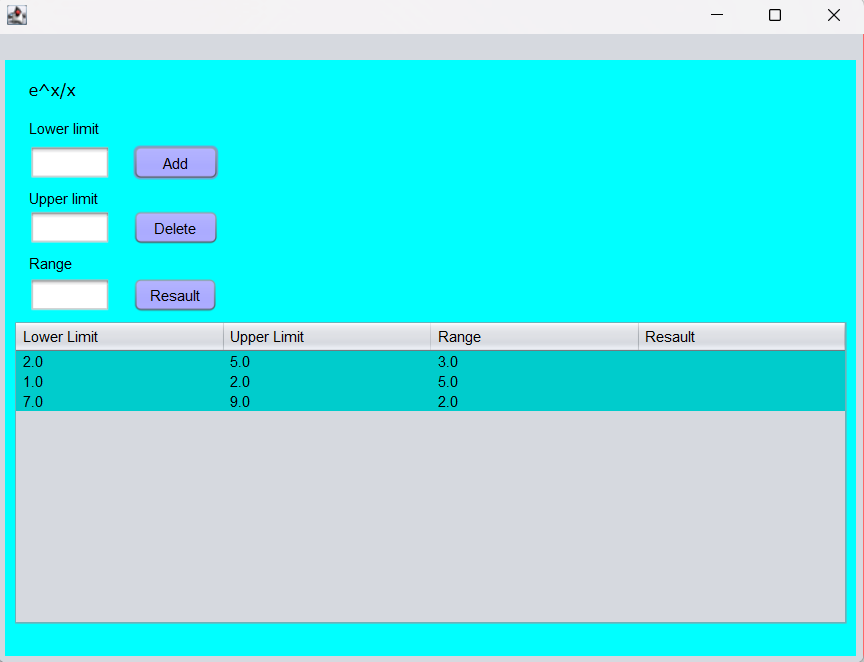 e^x/x
Lower limit
Add
Upper limit
Delete
Range
Resault
Lower Limit Upper Limit Range Resault
2.0 5.0 3.0
1.0 2.0 5.0
7.0 9.0 2.0